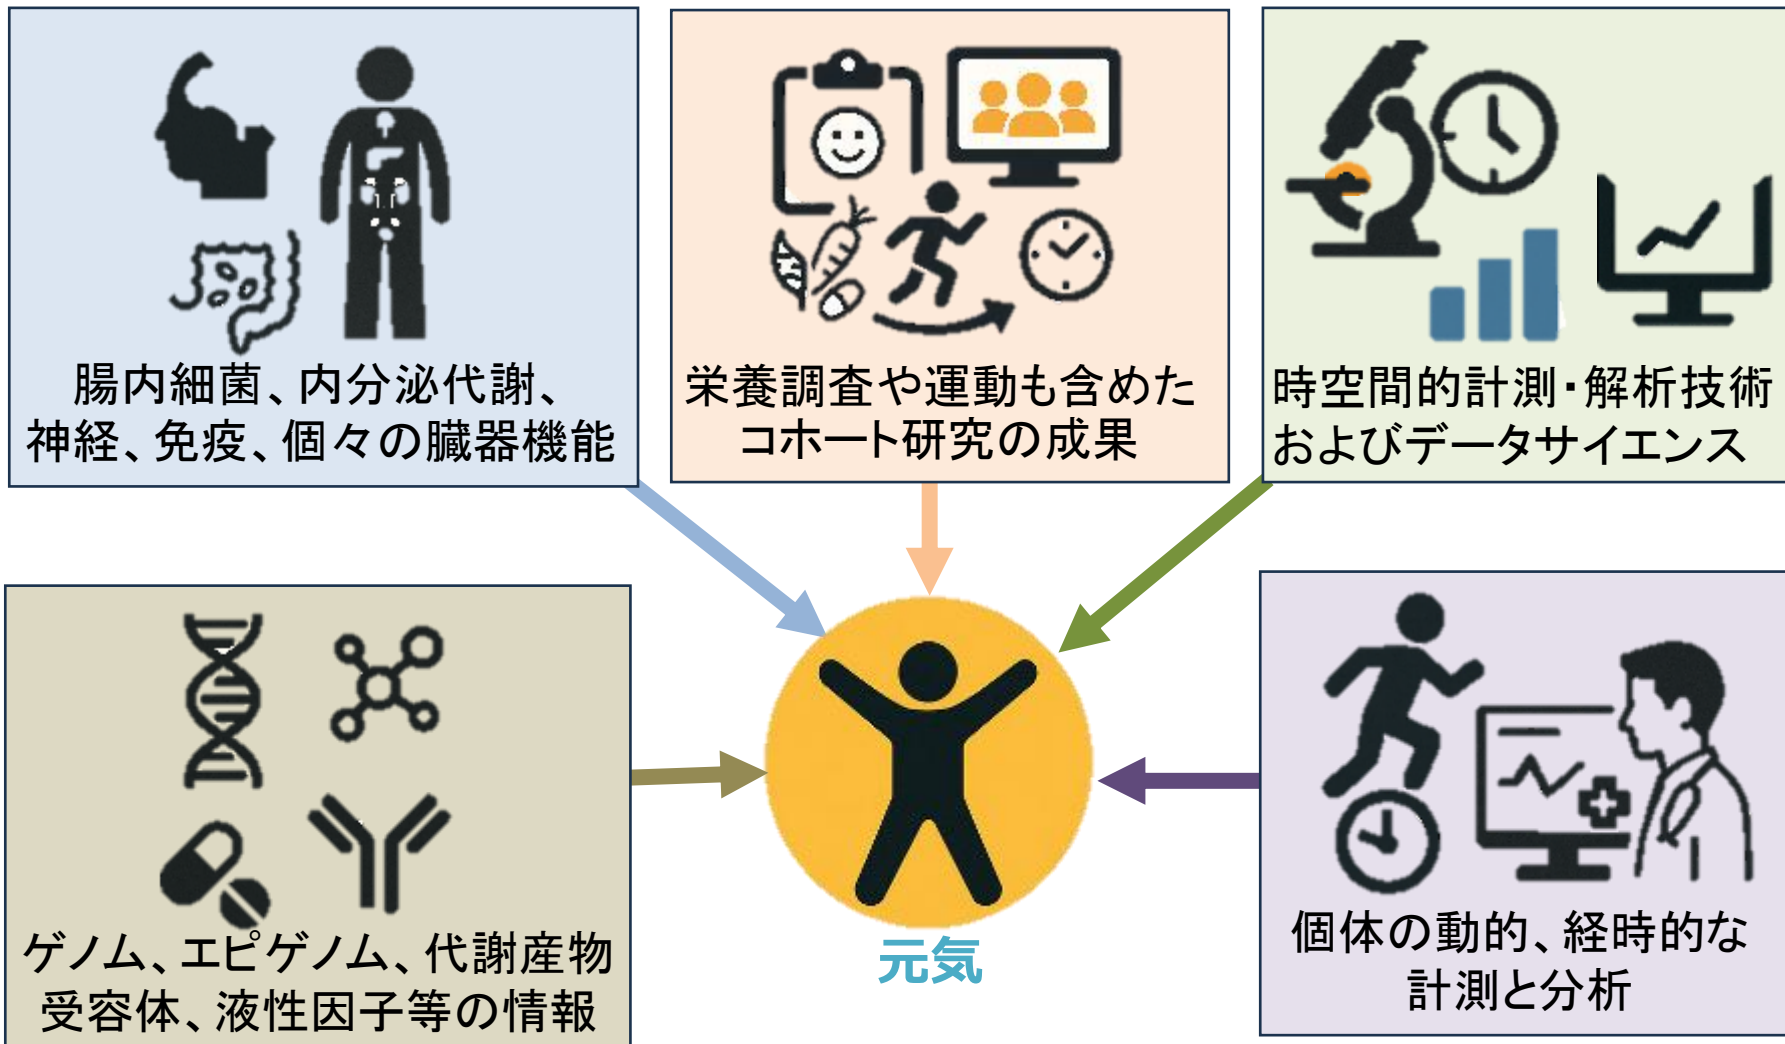 腸内細菌、内分泌代謝、
神経、免疫、個々の臓器機能
栄養調査や運動も含めた
コホート研究の成果
時空間的計測・解析技術
およびデータサイエンス
ゲノム、エピゲノム、代謝産物
受容体、液性因子等の情報
元気
個体の動的、経時的な
計測と分析